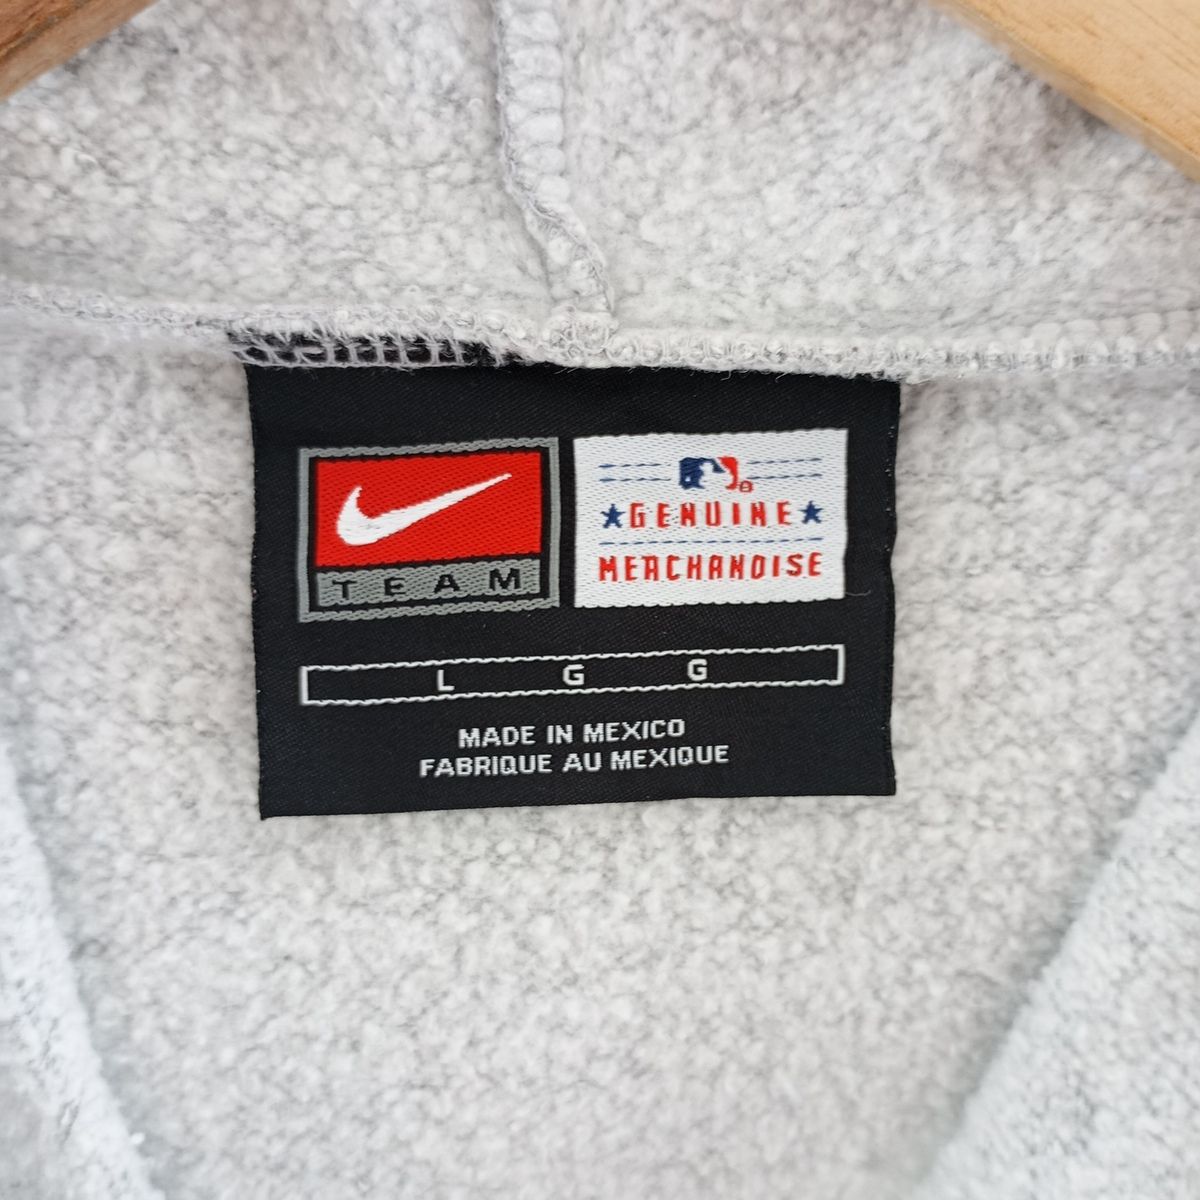 TEAM
GENUINE
MERCHANDISE
L G G
MADE IN MEXICO
FABRIQUE AU MEXIQUE